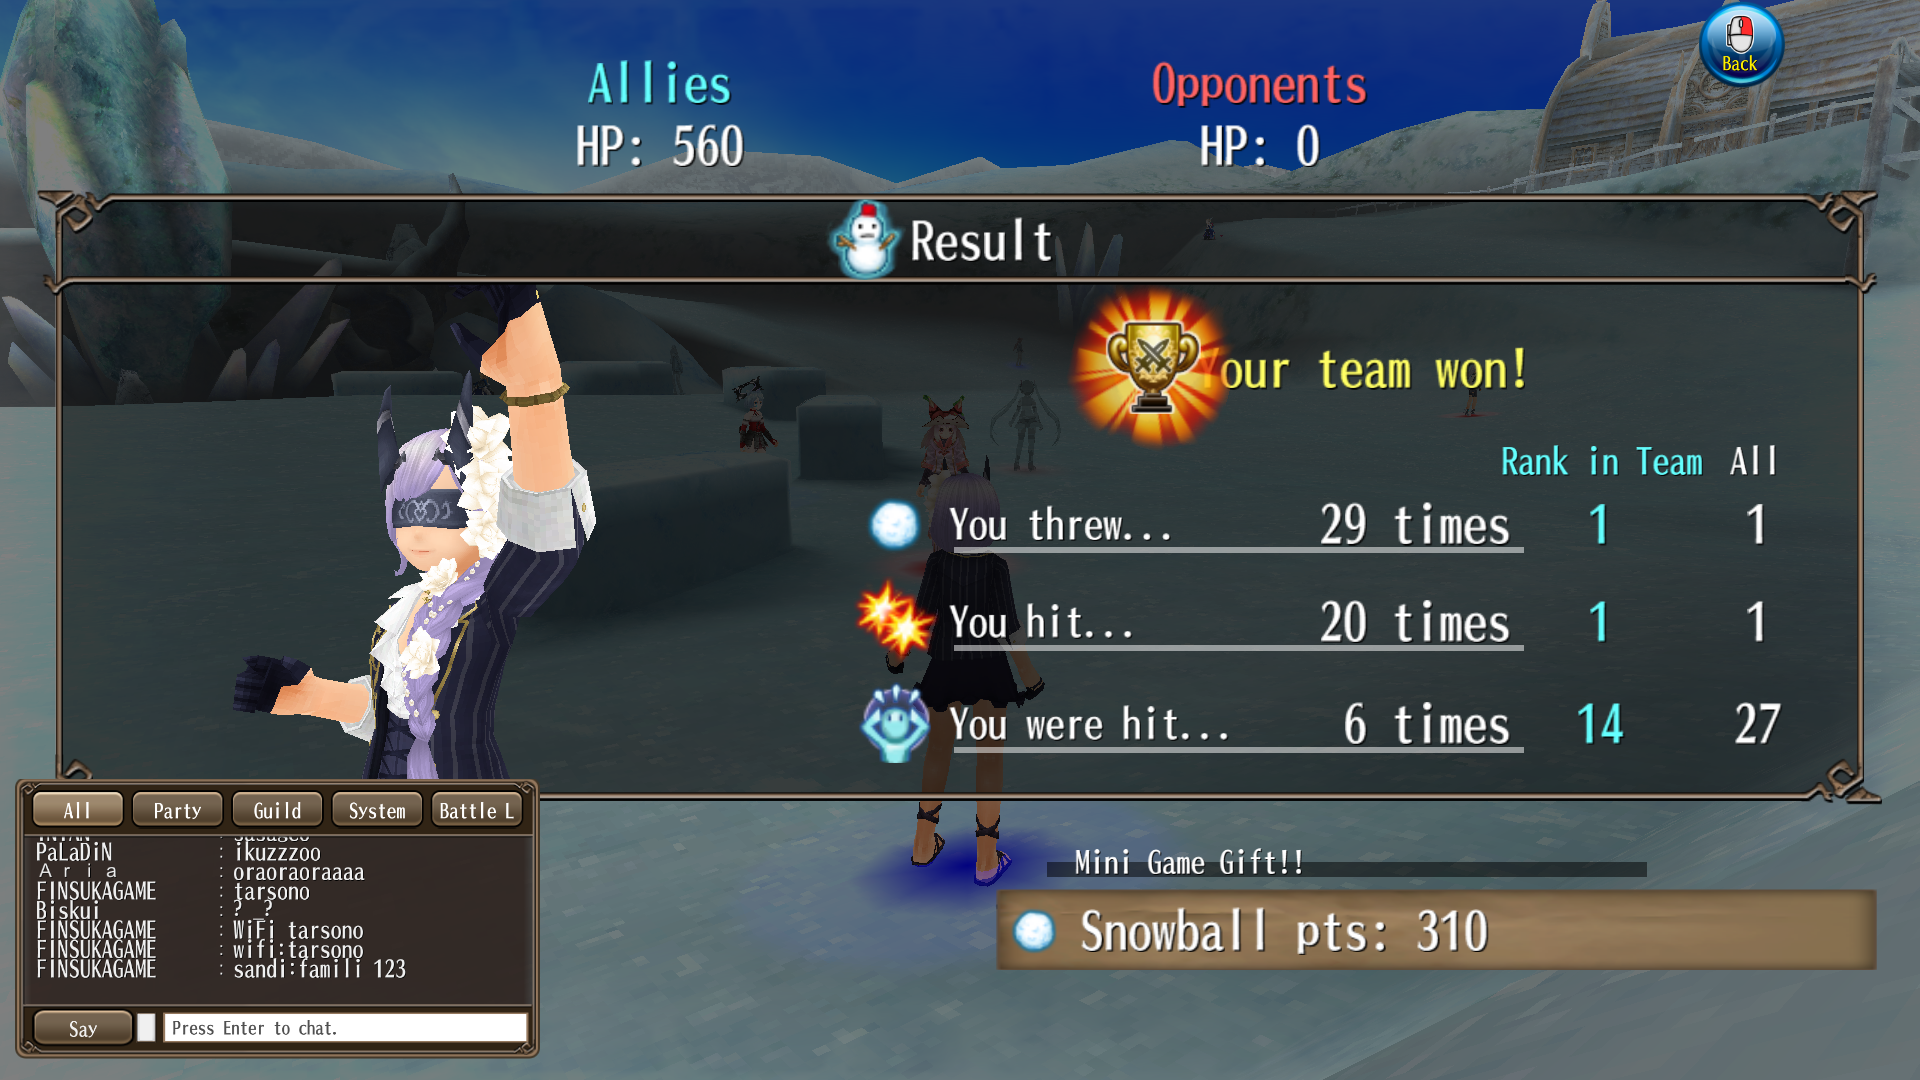 Back
Allies
Opponents
HP: 560
HP: 0
Result
Your team won!
Rank in Team All
You threw... 29 times 1 1
You hit... 20 times 1 1
You were hit... 6 times 14 27
All Party Guild System Battle L
PaLaDiN : ikuzzzoo
Aria : oraoraoraaaa
FINSUKAGAME : tarsono
Biskui : ?_?
FINSUKAGAME : WiFi tarsono
FINSUKAGAME : wifi:tarsono
FINSUKAGAME : sandi:famili 123
Say
Press Enter to chat.
Mini Game Gift!!
Snowball pts: 310